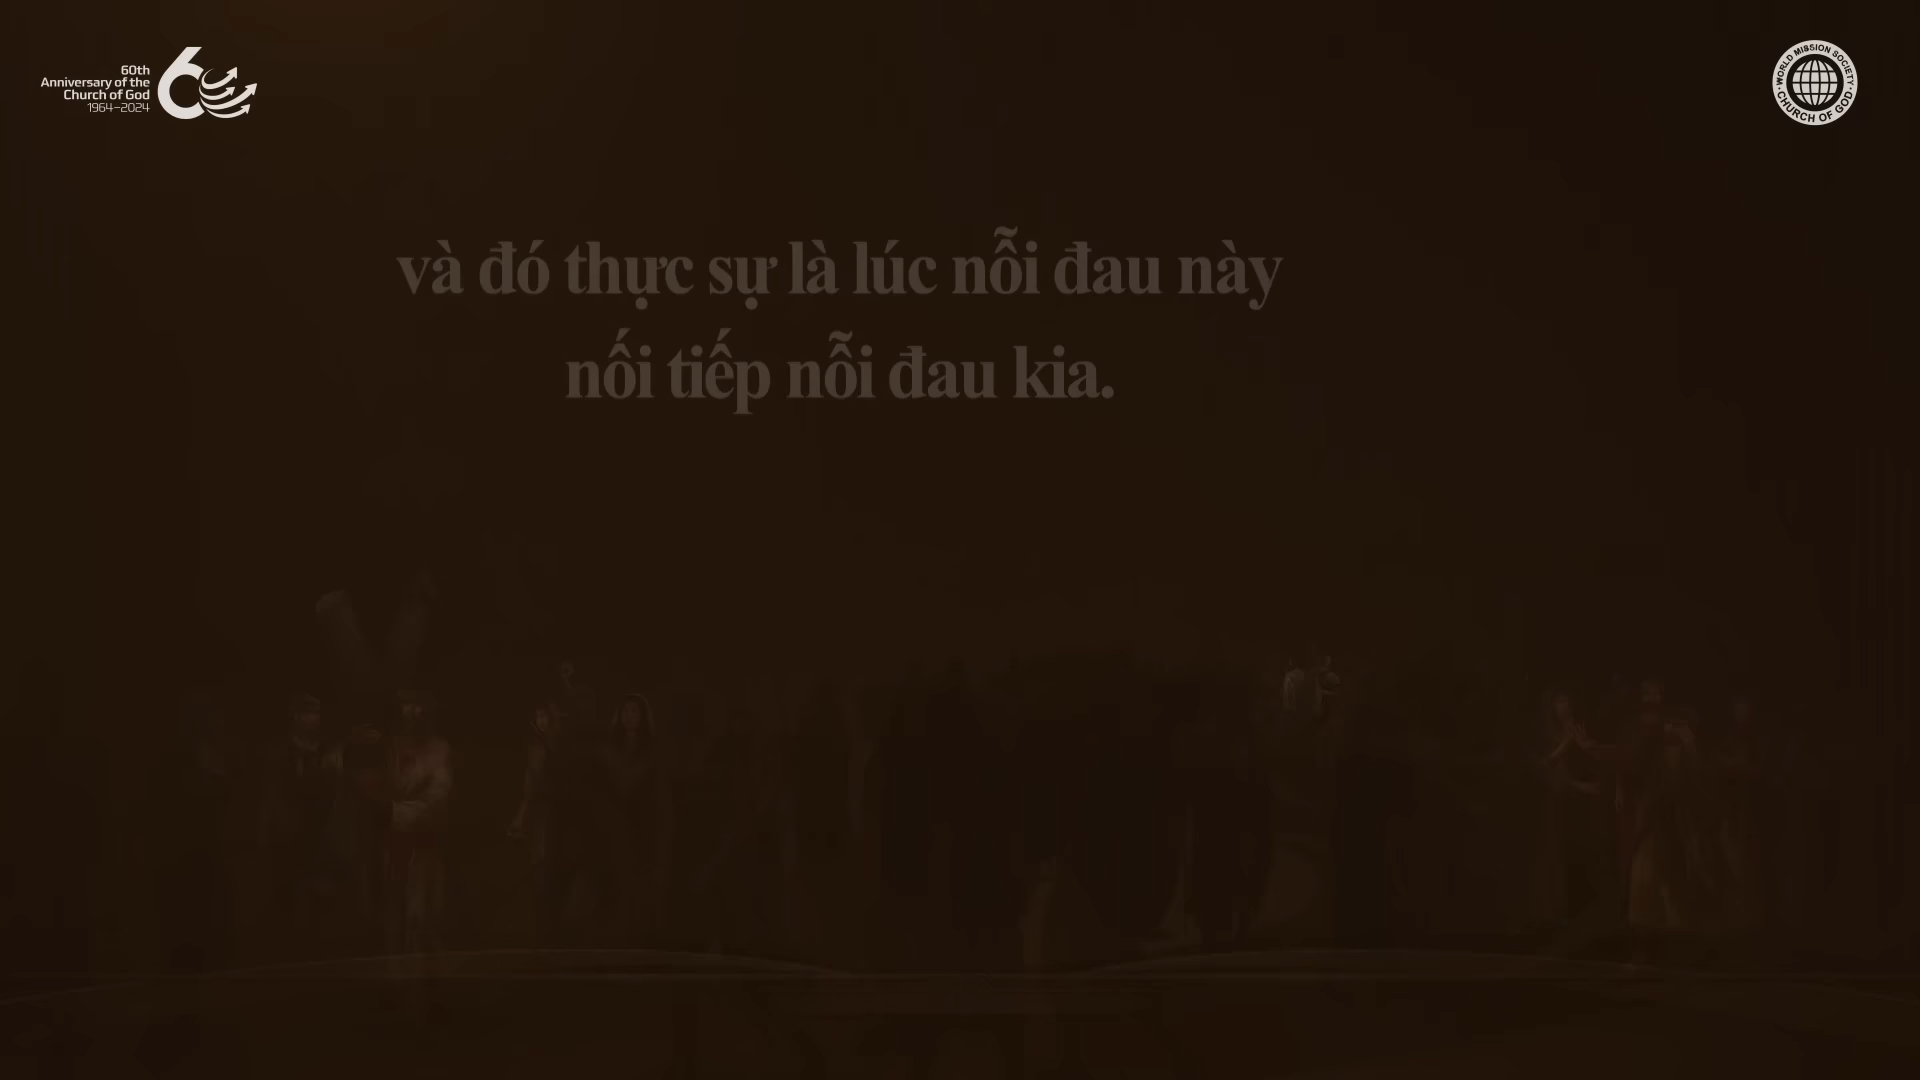 60th
Anniversary of the
Church of God
1964–2024
60
WORLD MISSION SOCIETY
CHURCH OF GOD
và đó thực sự là lúc nỗi đau này
nối tiếp nỗi đau kia.